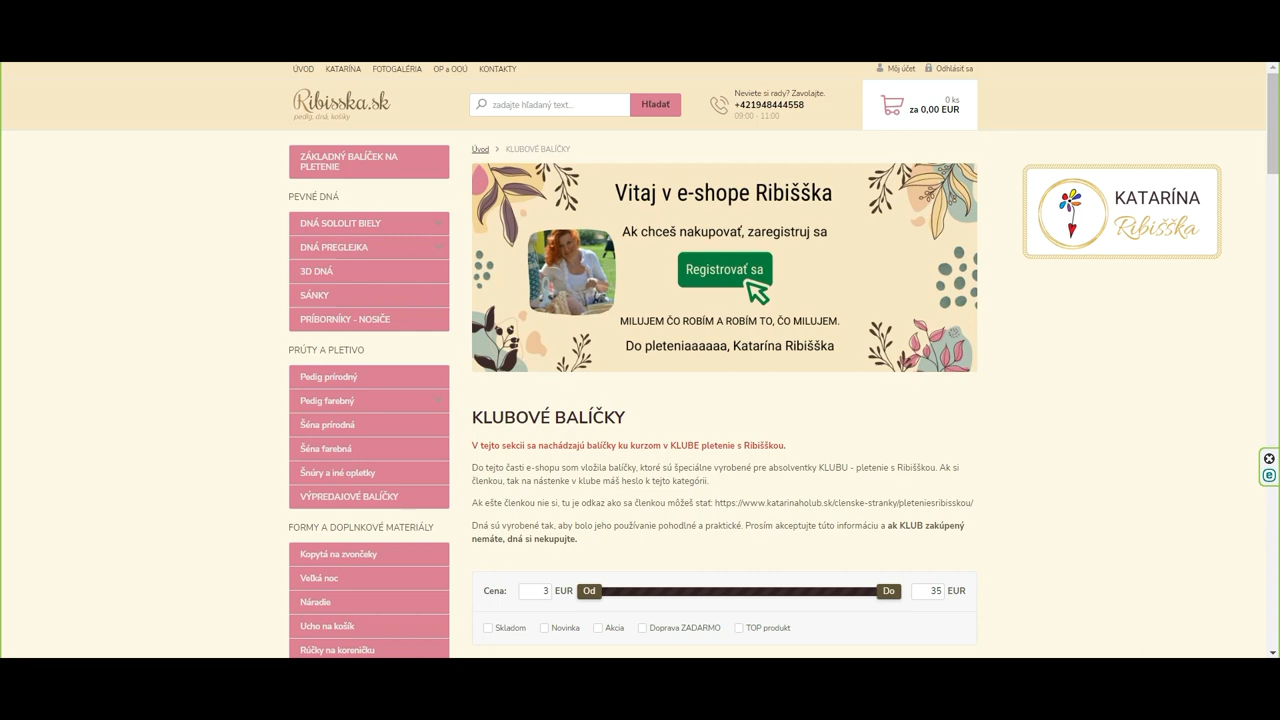 ÚVOD KATARÍNA FOTOGALÉRIA OP a OOÚ KONTAKTY
Môj účet Odhlásiť sa
Ribisska.sk
pedig, dná, košíky
zadajte hľadaný text...
Hľadať
Neviete si rady? Zavolajte.
+421948444558
09:00 - 11:00
0 ks
za 0,00 EUR
ZÁKLADNÝ BALÍČEK NA
PLETENIE
PEVNÉ DNÁ
DNÁ SOLOLIT BIELY
DNÁ PREGLEJKA
3D DNÁ
SÁNKY
PRÍBORNÍKY - NOSIČE
PRÚTY A PLETIVO
Pedig prírodný
Pedig farebný
Šéna prírodná
Šéna farebná
Šnúry a iné opletky
VÝPREDAJOVÉ BALÍČKY
FORMY A DOPLNKOVÉ MATERIÁLY
Kopytá na zvončeky
Veľká noc
Náradie
Ucho na košík
Rúčky na koreničku
Úvod > KLUBOVÉ BALÍČKY
Vitaj v e-shope Ribišška
Ak chceš nakupovať, zaregistruj sa
Registrovať sa
MILUJEM ČO ROBÍM A ROBÍM TO, ČO MILUJEM.
Do pleteniaaaaaa, Katarína Ribišška
KATARÍNA
Ribišška
KLUBOVÉ BALÍČKY
V tejto sekcii sa nachádzajú balíčky ku kurzom v KLUBE pletenie s Ribišškou.
Do tejto časti e-shopu som vložila balíčky, ktoré sú špeciálne vyrobené pre absolventky KLUBU - pletenie s Ribišškou. Ak si
členkou, tak na nástenke v klube máš heslo k tejto kategórii.
Ak ešte členkou nie si, tu je odkaz ako sa členkou môžeš stať: https://www.katarinaholub.sk/clenske-stranky/pleteniesribisskou/
Dná sú vyrobené tak, aby bolo jeho používanie pohodlné a praktické. Prosím akceptujte túto informáciu a ak KLUB zakúpený
nemáte, dná si nekupujte.
Cena: 3 EUR Od Do 35 EUR
Skladom Novinka Akcia Doprava ZADARMO TOP produkt